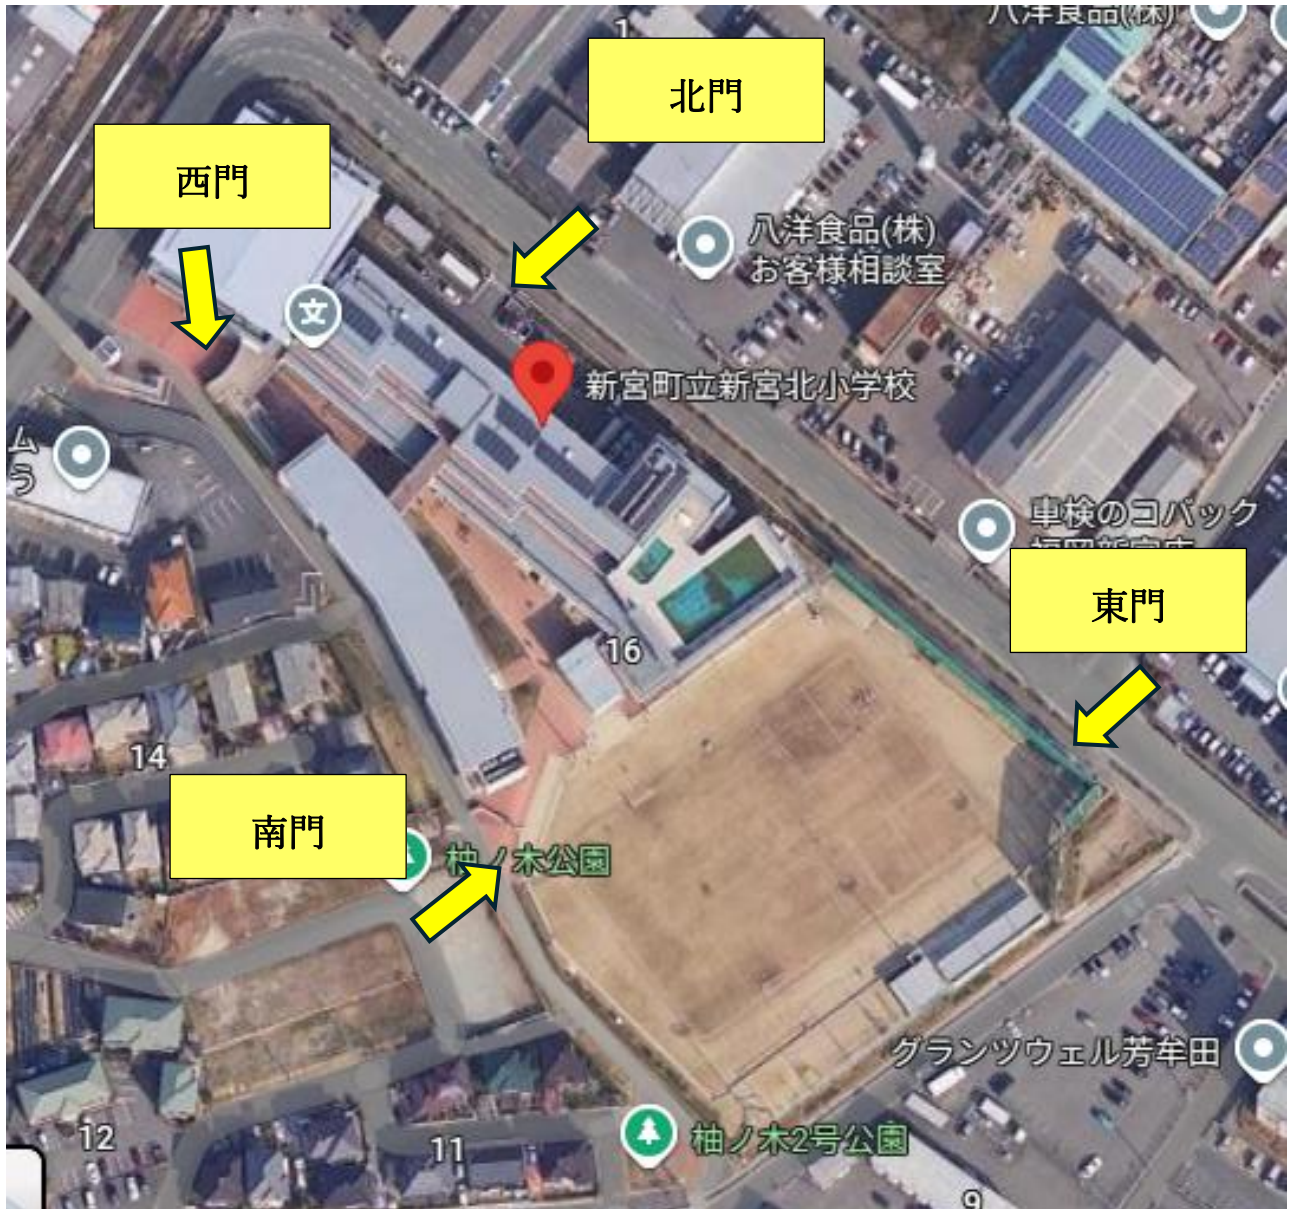 八洋食品(株)
1
北門
西門
八洋食品(株)
お客様相談室
文
新宮町立新宮北小学校
ム
う
車検のコバック
東門
16
14
南門
柚ノ木公園
グランツウェル芳牟田
12
11
柚ノ木2号公園
9